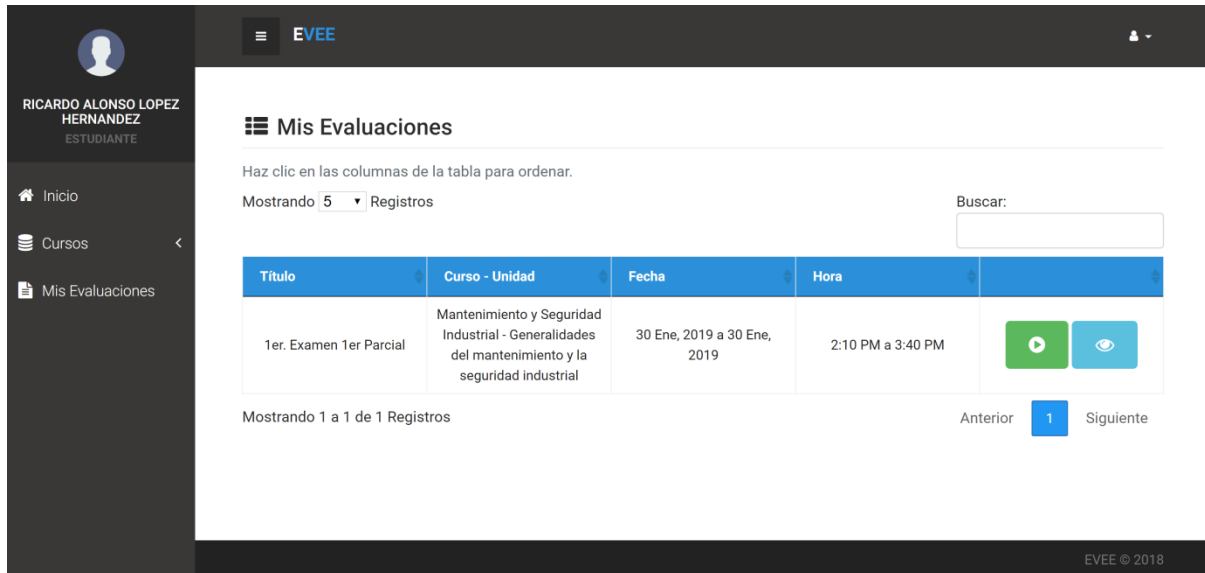 EVEE
RICARDO ALONSO LOPEZ
HERNANDEZ
ESTUDIANTE
Inicio
Cursos
Mis Evaluaciones
Mis Evaluaciones
Haz clic en las columnas de la tabla para ordenar.
Mostrando 5 Registros
Buscar:
Título Curso - Unidad Fecha Hora
1er. Examen 1er Parcial
Mantenimiento y Seguridad
Industrial - Generalidades
del mantenimiento y la
seguridad industrial
30 Ene, 2019 a 30 Ene,
2019
2:10 PM a 3:40 PM
Mostrando 1 a 1 de 1 Registros
Anterior 1 Siguiente
EVEE © 2018